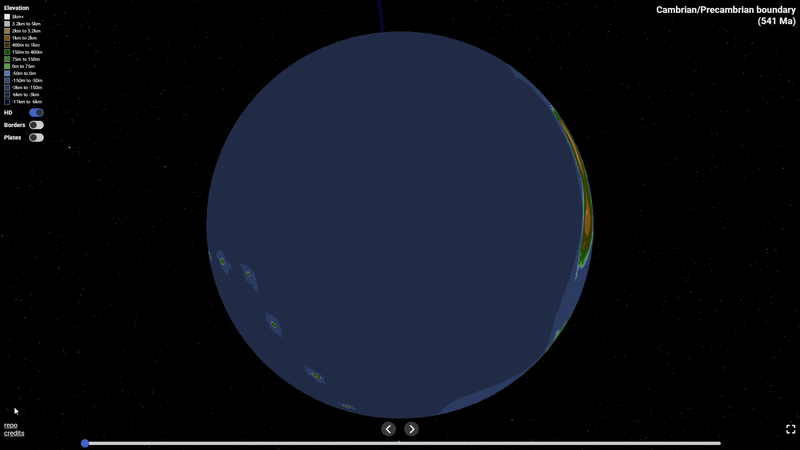 Elevation
5km+
3.2km to 5km
2km to 3.2km
1km to 2km
400m to 1km
150m to 400m
75m to 150m
0m to 75m
-50m to 0m
-150m to -50m
-3km to -150m
-6km to -3km
-11km to -6km
HD
Borders
Plates
Cambrian/Precambrian boundary
(541 Ma)
repo
credits